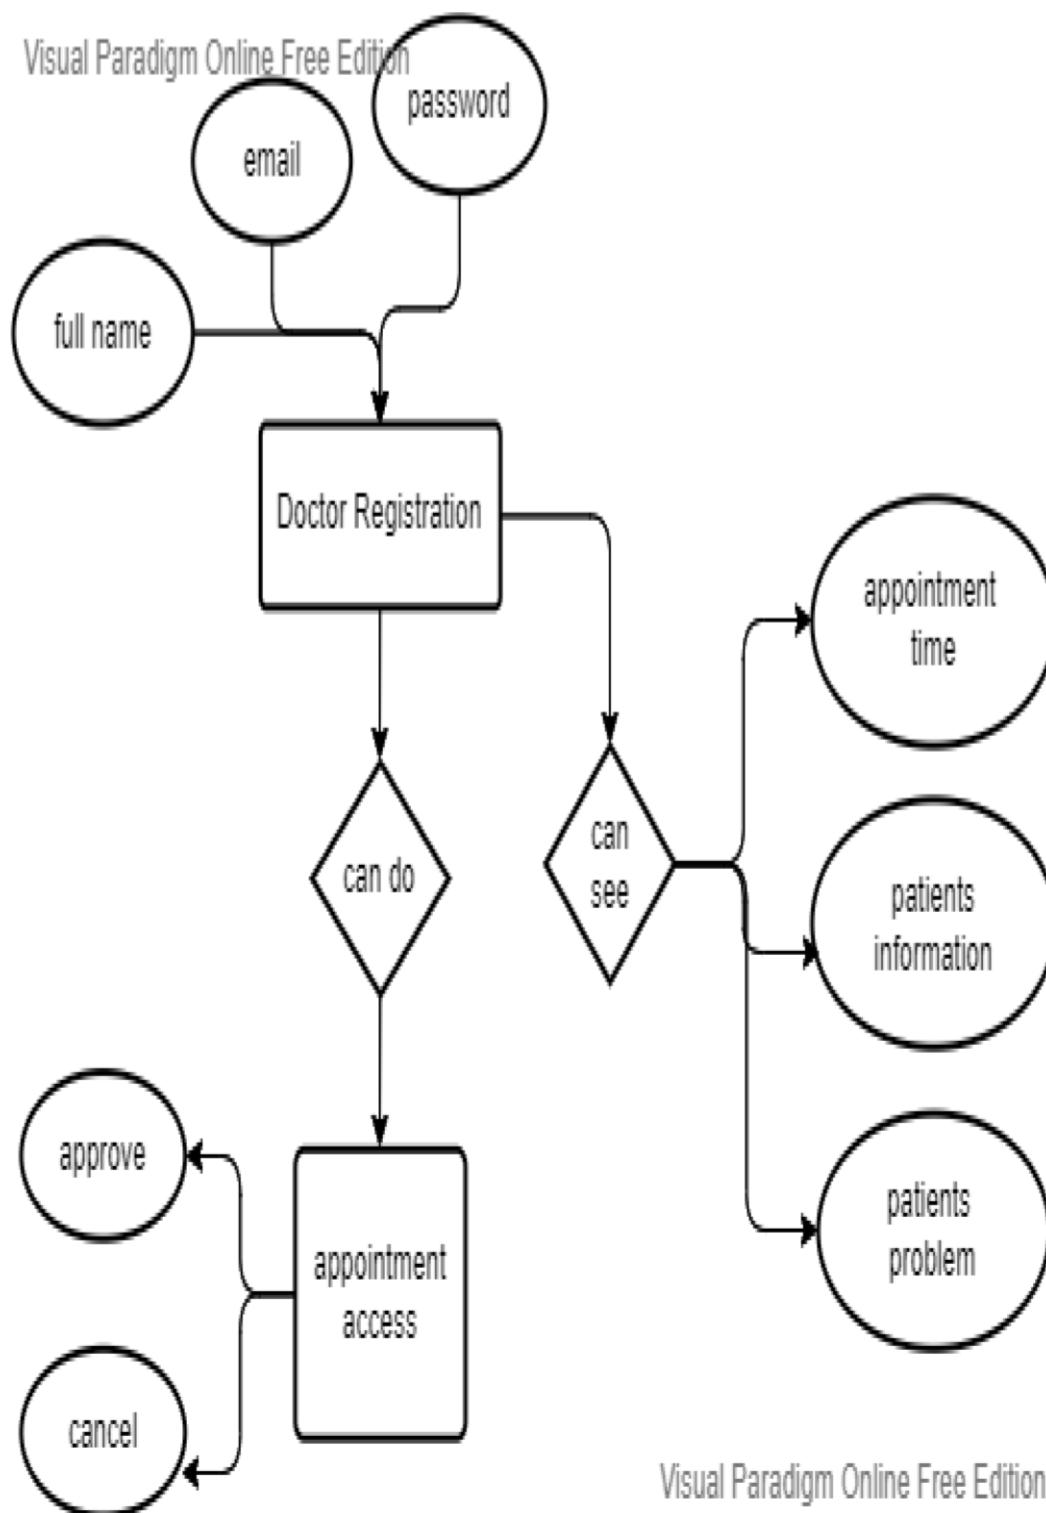 Visual Paradigm Online Free Edition
password
email
full name
Doctor Registration
appointment
time
can
see
can do
patients
information
approve
patients
problem
appointment
access
cancel
Visual Paradigm Online Free Edition